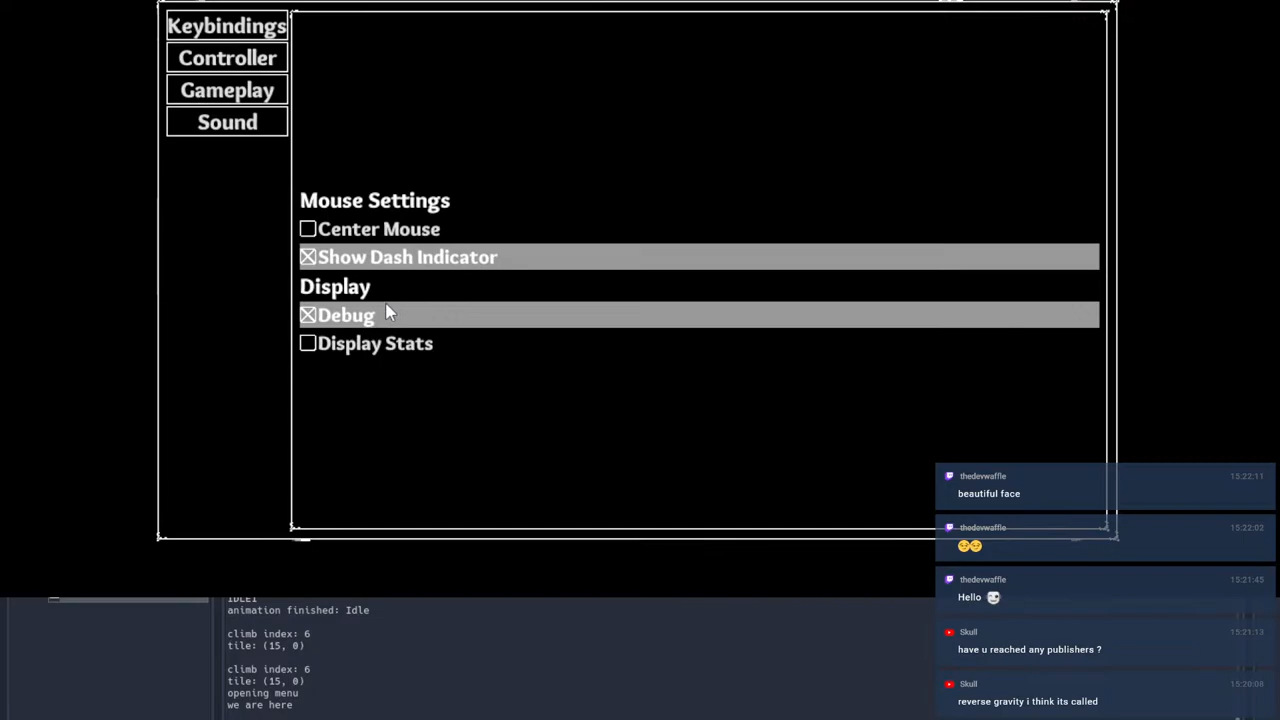 Keybindings
Controller
Gameplay
Sound
Mouse Settings
Center Mouse
Show Dash Indicator
Display
Debug
Display Stats
thedevwaffle 15:22:11
beautiful face
thedevwaffle 15:22:02
thedevwaffle 15:21:45
Hello
Skull 15:21:13
have u reached any publishers ?
Skull 15:20:08
reverse gravity i think its called
animation finished: Idle
climb index: 6
tile: (15, 0)
climb index: 6
tile: (15, 0)
opening menu
we are here